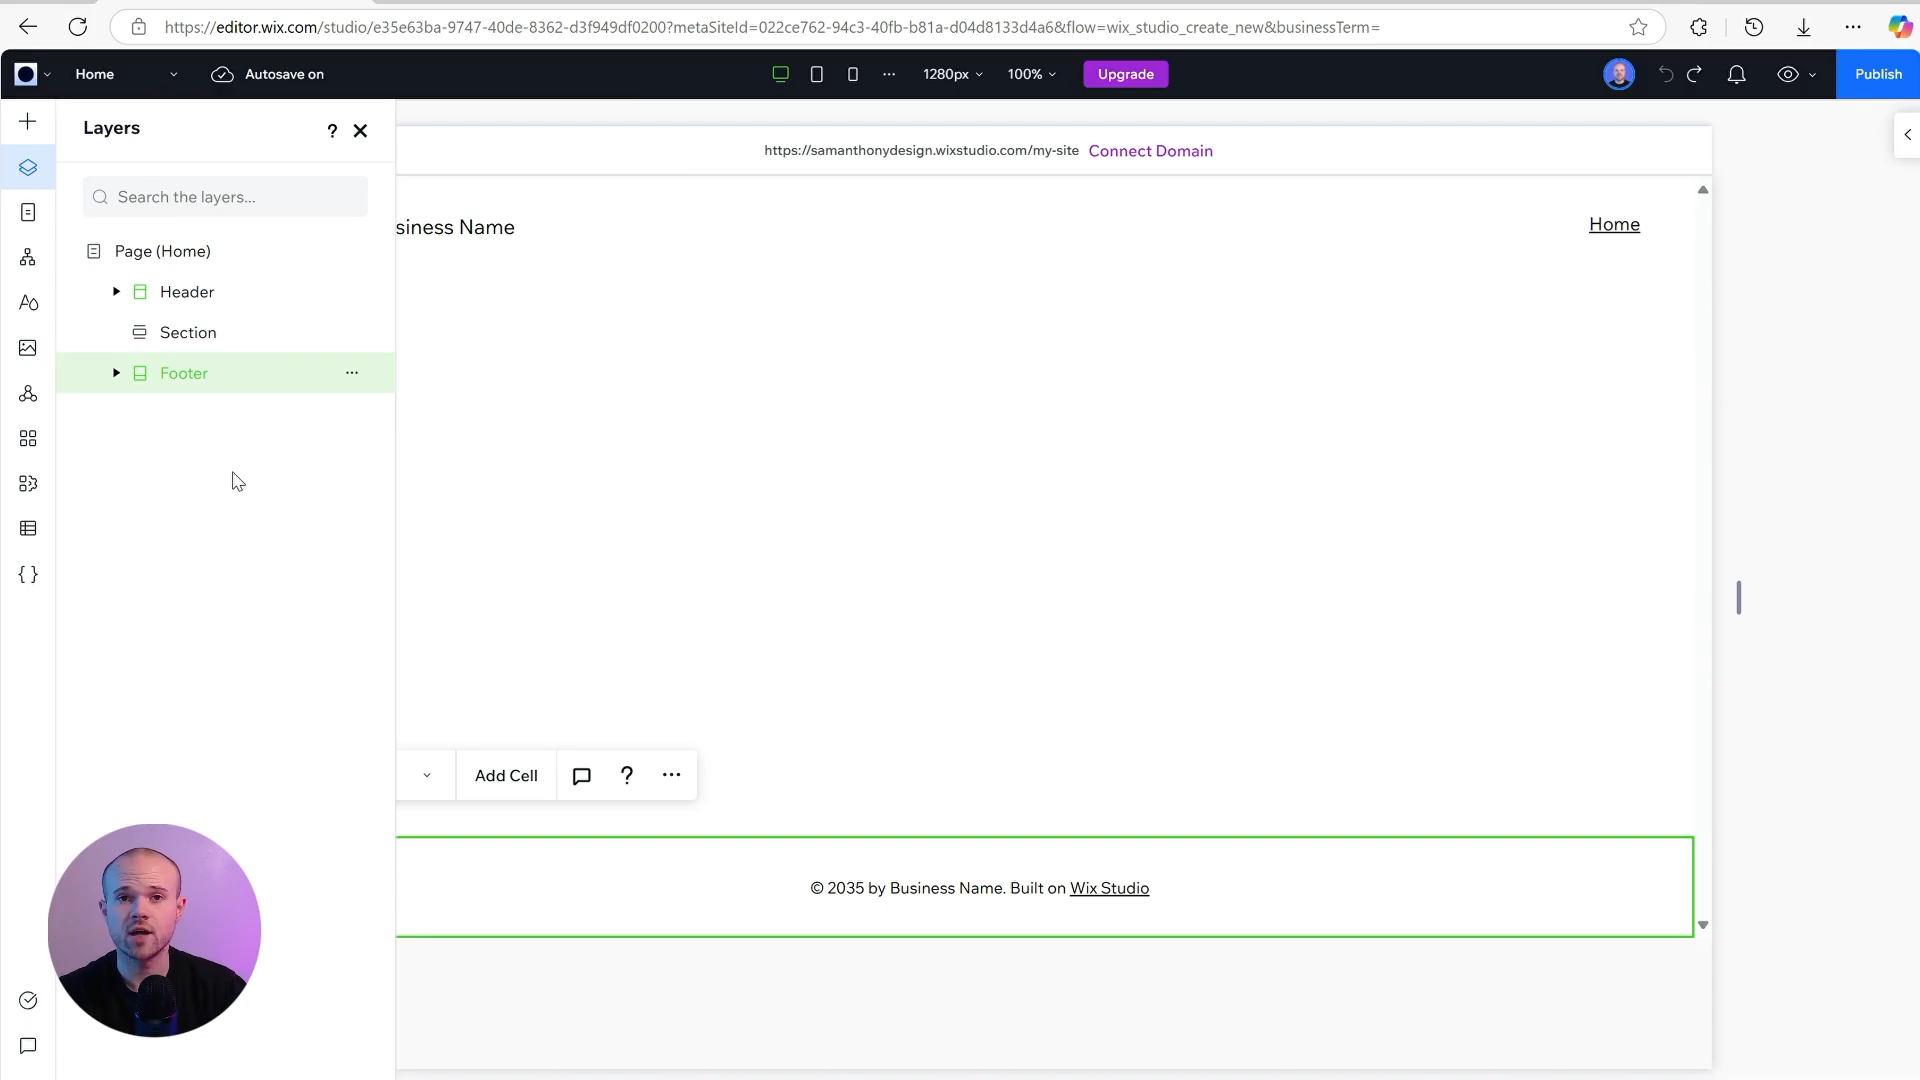 https://editor.wix.com/studio/e35e63ba-9747-40de-8362-d3f949df0200?metaSiteId=022ce762-94c3-40fb-b81a-d04d8133d4a6&flow=wix_studio_create_new&businessTerm=
Home Autosave on 1280px 100% Upgrade Publish
Layers ?
https://samanthonydesign.wixstudio.com/my-site Connect Domain
Search the layers...
siness Name Home
Page (Home)
Header
Section
Footer
Add Cell ?
© 2035 by Business Name. Built on Wix Studio